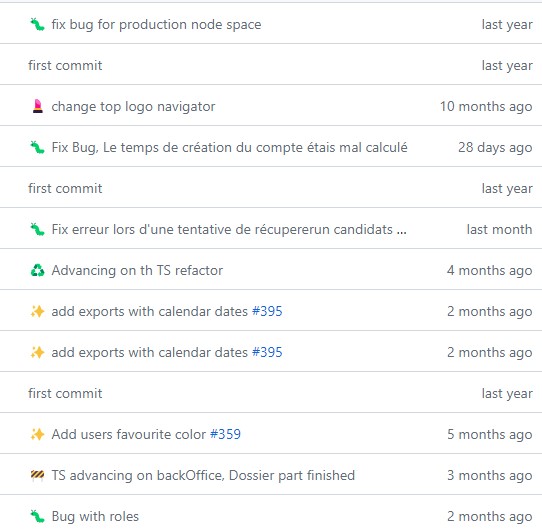 fix bug for production node space last year
first commit last year
change top logo navigator 10 months ago
Fix Bug, Le temps de création du compte étais mal calculé 28 days ago
first commit last year
Fix erreur lors d'une tentative de récupererun candidats ... last month
Advancing on th TS refactor 4 months ago
add exports with calendar dates #395 2 months ago
add exports with calendar dates #395 2 months ago
first commit last year
Add users favourite color #359 5 months ago
TS advancing on backOffice, Dossier part finished 3 months ago
Bug with roles 2 months ago